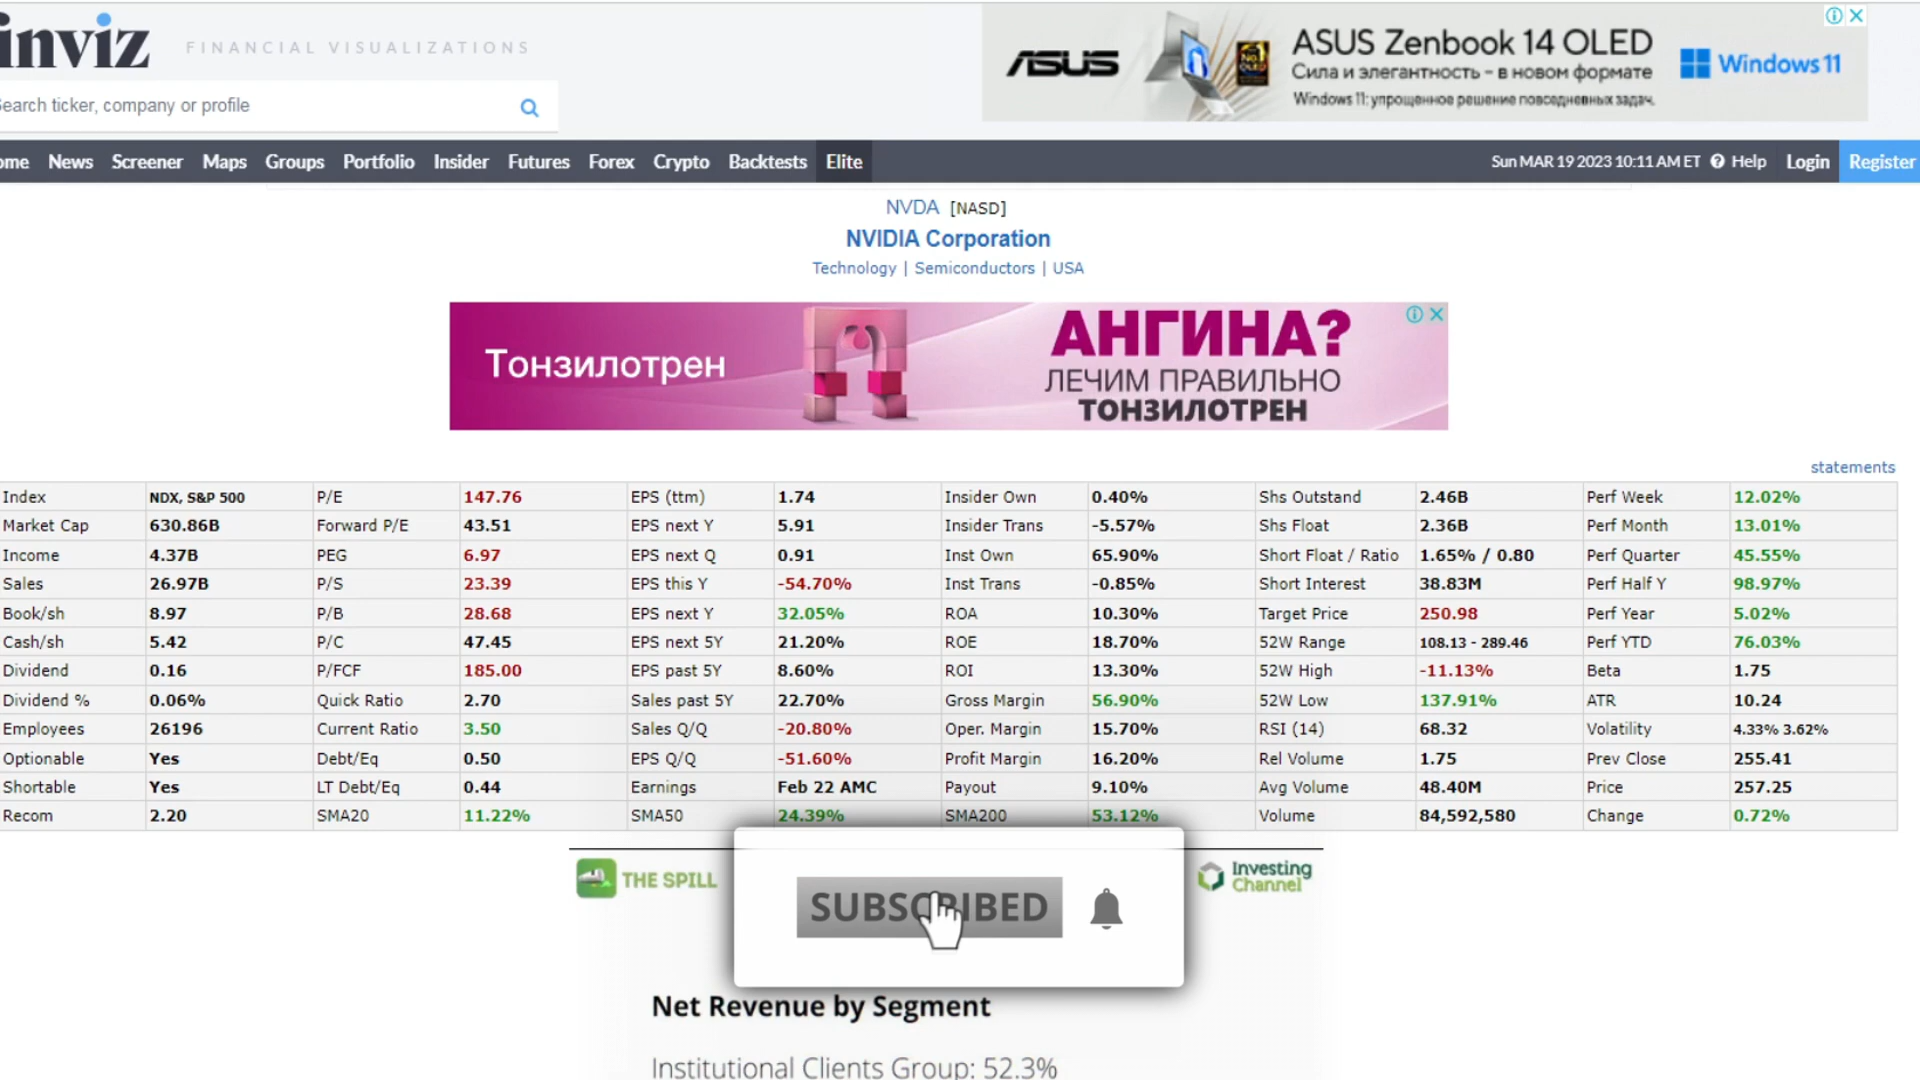 inviz FINANCIAL VISUALIZATIONS
Search ticker, company or profile
ASUS
ASUS Zenbook 14 OLED
Сила и элегантность – в новом формате
Windows 11: упрощенное решение повседневных задач.
Windows 11
ome News Screener Maps Groups Portfolio Insider Futures Forex Crypto Backtests Elite Sun MAR 19 2023 10:11 AM ET Help Login Register
NVDA [NASD]
NVIDIA Corporation
Technology | Semiconductors | USA
Тонзилотрен
АНГИНА?
ЛЕЧИМ ПРАВИЛЬНО
ТОНЗИЛОТРЕН
statements
Index NDX, S&P 500 P/E 147.76 EPS (ttm) 1.74 Insider Own 0.40% Shs Outstand 2.46B Perf Week 12.02%
Market Cap 630.86B Forward P/E 43.51 EPS next Y 5.91 Insider Trans -5.57% Shs Float 2.36B Perf Month 13.01%
Income 4.37B PEG 6.97 EPS next Q 0.91 Inst Own 65.90% Short Float / Ratio 1.65% / 0.80 Perf Quarter 45.55%
Sales 26.97B P/S 23.39 EPS this Y -54.70% Inst Trans -0.85% Short Interest 38.83M Perf Half Y 98.97%
Book/sh 8.97 P/B 28.68 EPS next Y 32.05% ROA 10.30% Target Price 250.98 Perf Year 5.02%
Cash/sh 5.42 P/C 47.45 EPS next 5Y 21.20% ROE 18.70% 52W Range 108.13 - 289.46 Perf YTD 76.03%
Dividend 0.16 P/FCF 185.00 EPS past 5Y 8.60% ROI 13.30% 52W High -11.13% Beta 1.75
Dividend % 0.06% Quick Ratio 2.70 Sales past 5Y 22.70% Gross Margin 56.90% 52W Low 137.91% ATR 10.24
Employees 26196 Current Ratio 3.50 Sales Q/Q -20.80% Oper. Margin 15.70% RSI (14) 68.32 Volatility 4.33% 3.62%
Optionable Yes Debt/Eq 0.50 EPS Q/Q -51.60% Profit Margin 16.20% Rel Volume 1.75 Prev Close 255.41
Shortable Yes LT Debt/Eq 0.44 Earnings Feb 22 AMC Payout 9.10% Avg Volume 48.40M Price 257.25
Recom 2.20 SMA20 11.22% SMA50 24.39% SMA200 53.12% Volume 84,592,580 Change 0.72%
THE SPILL
Investing
Channel
SUBSCRIBED
Net Revenue by Segment
Institutional Clients Group: 52.3%